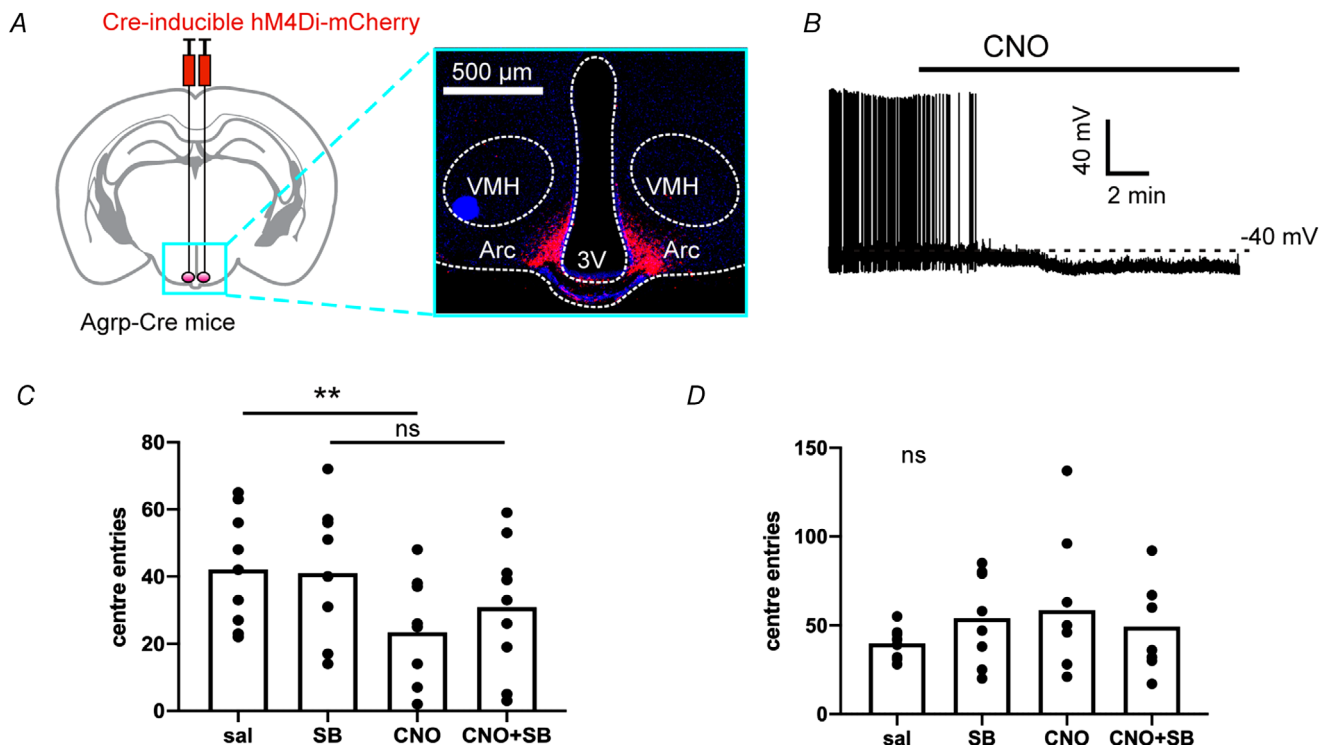 A
Cre-inducible hM4Di-mCherry
500 µm
VMH
VMH
Arc
3V
Arc
Agrp-Cre mice
B
CNO
40 mV
2 min
-40 mV
C
**
ns
80
60
40
20
0
centre entries
sal
SB
CNO
CNO+SB
D
ns
150
100
50
0
centre entries
sal
SB
CNO
CNO+SB